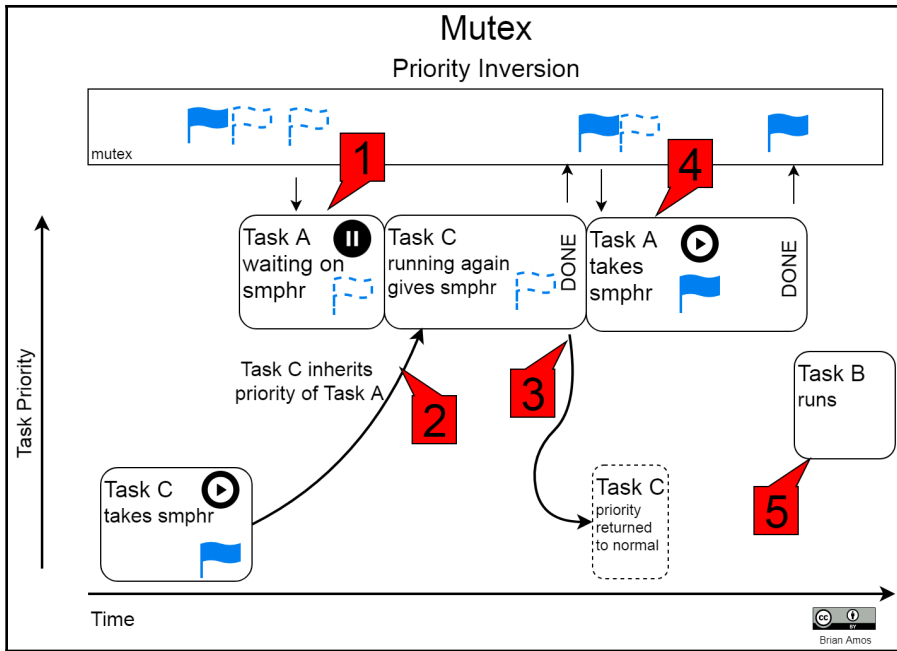 Mutex
Priority Inversion
mutex
1
4
Task A
waiting on
smphr
Task C
running again
gives smphr
DONE
Task A
takes
smphr
DONE
Task Priority
Task C inherits
priority of Task A
2
3
Task B
runs
Task C
takes smphr
Task C
priority
returned
to normal
5
Time
cc
BY
Brian Amos